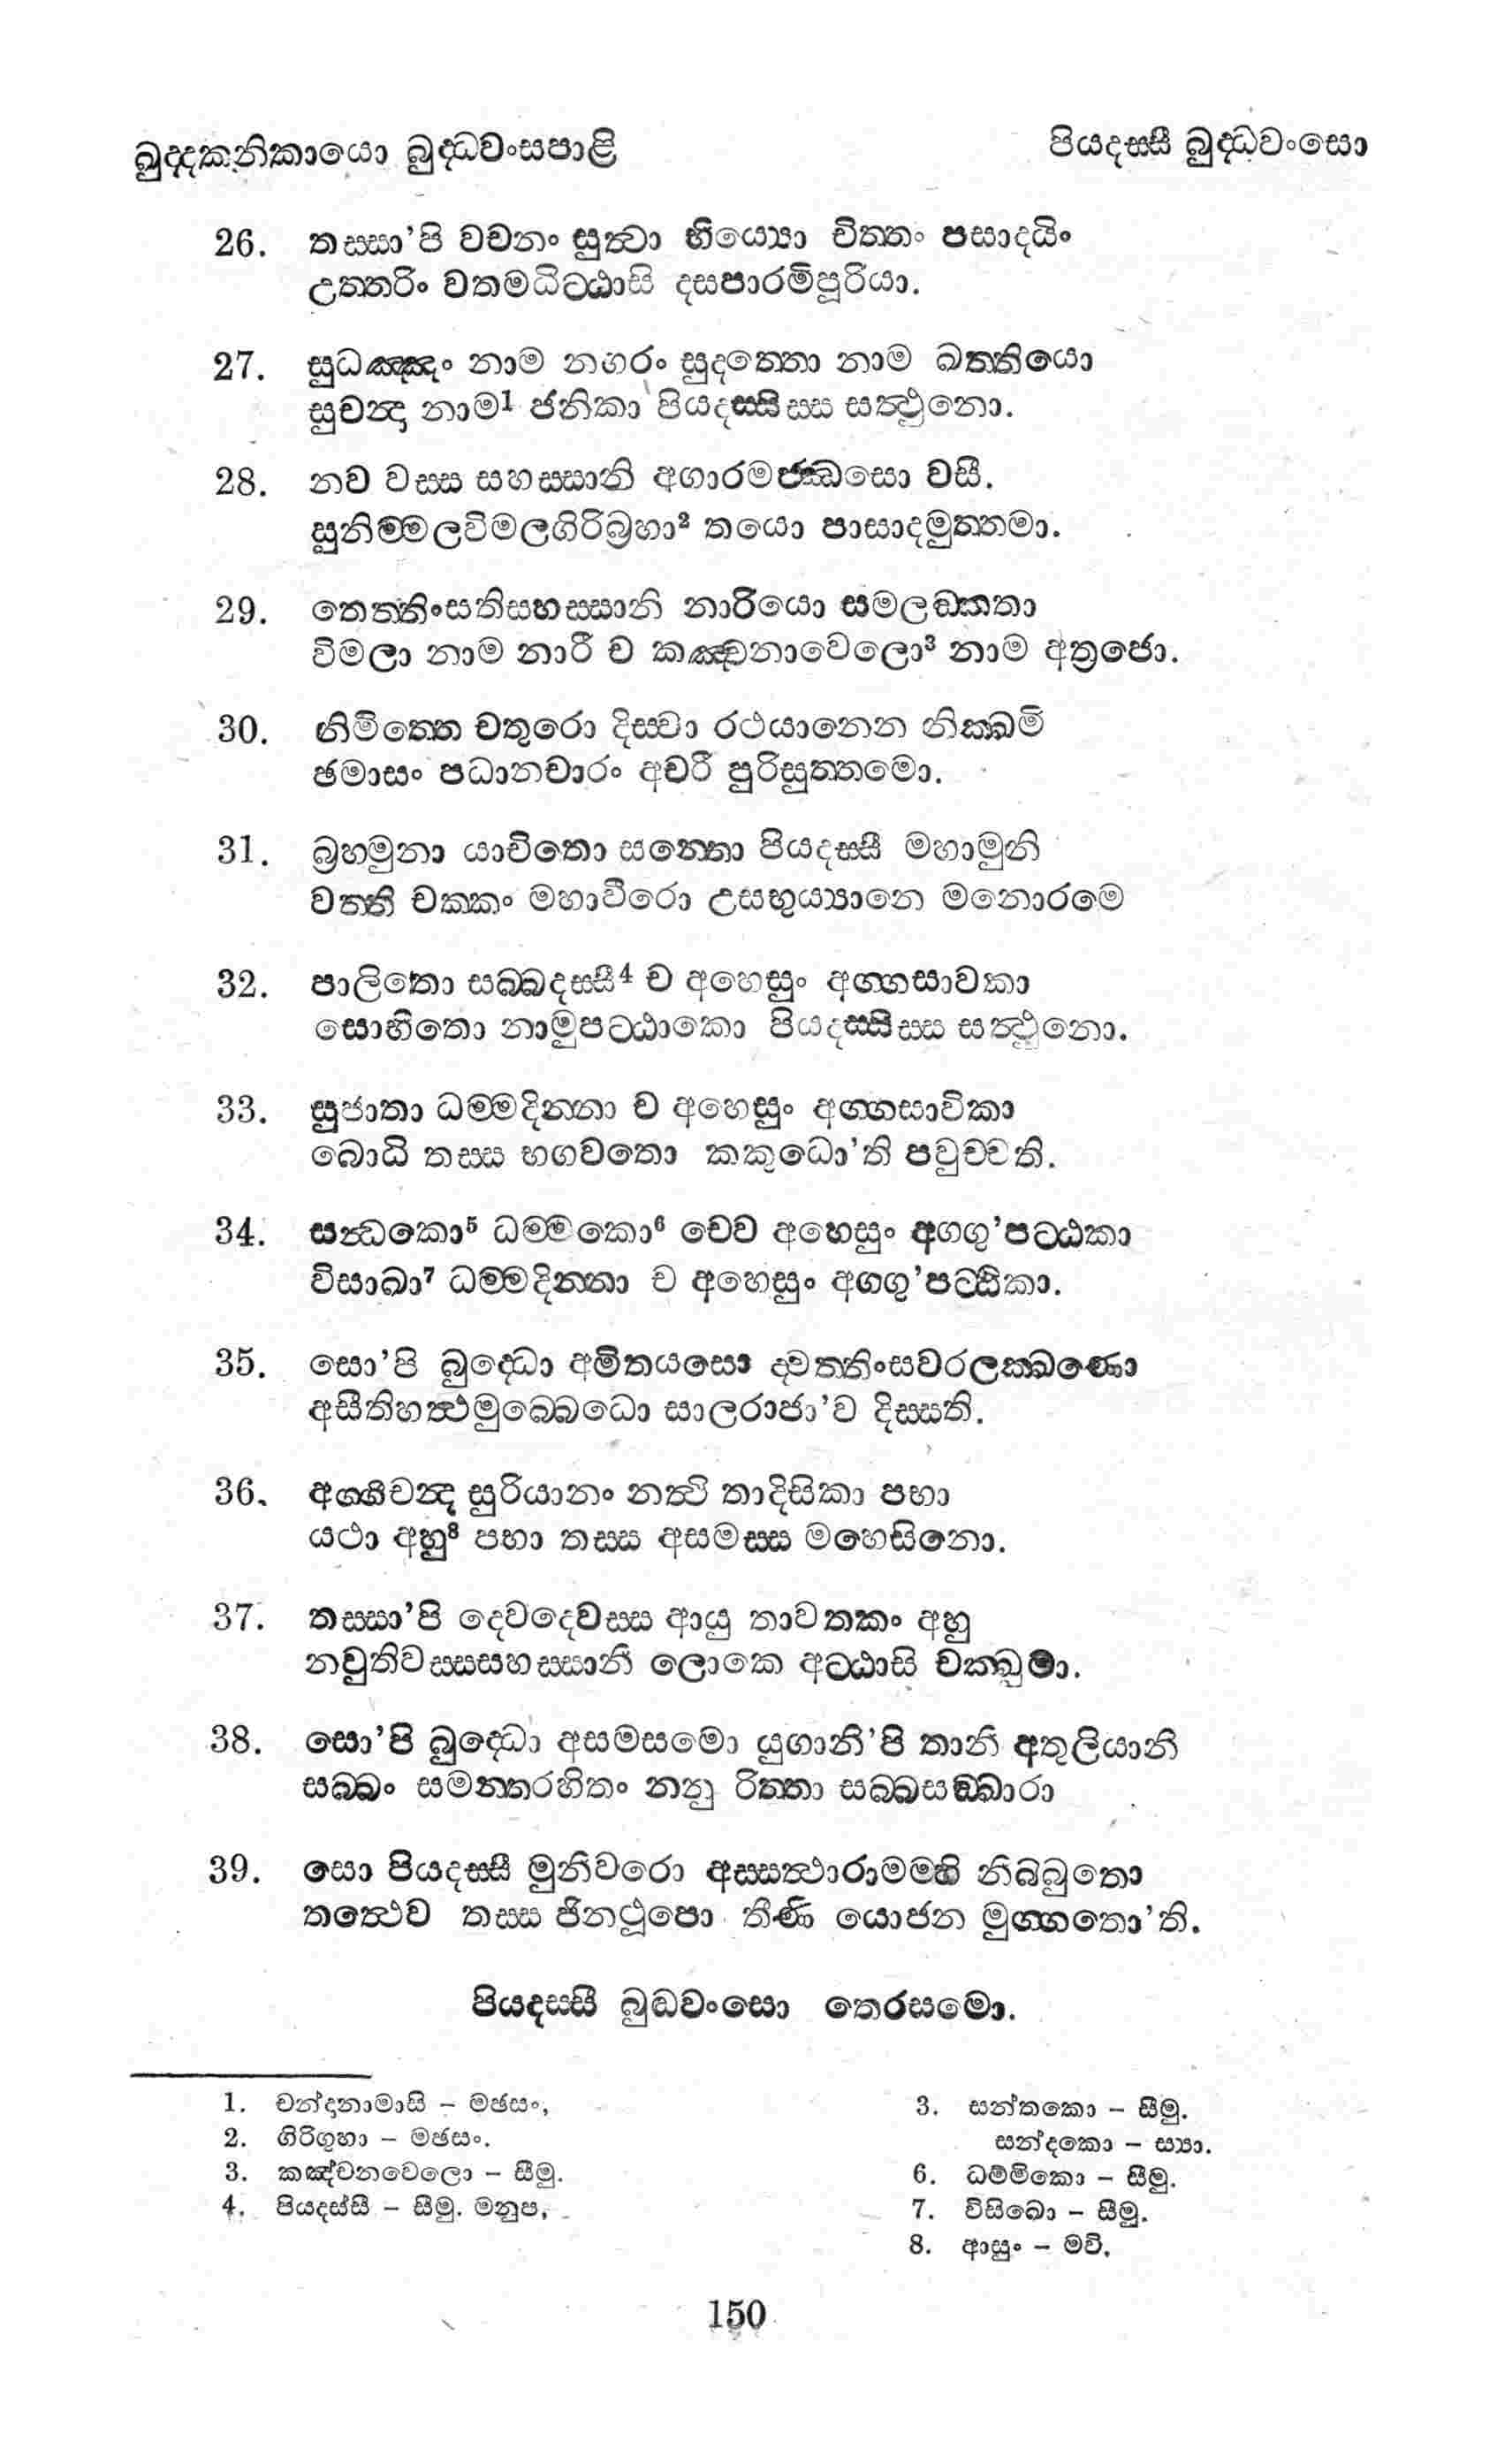 ඛුද්දකනිකායො බුද්ධවංසපාළි
පියදස්සී බුද්ධවංසො
26. තස්සා’පි වචනං සුත්වා භිය්‍යො චිත්තං පසාදයිං
උත්තරිං වතමධිට්ඨාසි දසපාරමිපූරියා.
27. සුධඤ්ඤං නාම නගරං සුදත්තො නාම ඛත්තියො
සුචන්දා නාම1 ජනිකා පියදස්සිස්ස සත්ථුනො.
28. නව වස්ස සහස්සානි අගාරමජ්ඣසො වසී.
සුනිම්මලවිමලගිරිබ්‍රහා2 තයො පාසාදමුත්තමා.
29. තෙත්තිංසතිසහස්සානි නාරියො සමලඞ්කතා
විමලා නාම නාරී ච කඤ්චනාවෙලො3 නාම අත්‍රජො.
30. නිමිත්තෙ චතුරො දිස්වා රථයානෙන නික්ඛමි
ඡමාසං පධානචාරං අචරී පුරිසුත්තමො.
31. බ්‍රහ්මුනා යාචිතො සන්තො පියදස්සී මහාමුනි
වත්ති චක්කං මහාවීරො උසභුය්‍යානෙ මනොරමෙ
32. පාලිතො සබ්බදස්සී4 ච අහෙසුං අග්ගසාවකා
සොභිතො නාමුපට්ඨාකො පියදස්සිස්ස සත්ථුනො.
33. සුජාතා ධම්මදින්නා ච අහෙසුං අග්ගසාවිකා
බොධි තස්ස භගවතො කකුධො’ති පවුච්චති.
34. සන්ධකො5 ධම්මකො6 චෙව අහෙසුං අග්ගු’පට්ඨකා
විසාඛා7 ධම්මදින්නා ච අහෙසුං අග්ගු’පට්ඨිකා.
35. සො’පි බුද්ධො අමිතයසො ද්වත්තිංසවරලක්ඛණො
අසීතිහත්ථමුබ්බෙධො සාලරාජා’ව දිස්සති.
36. අග්ගිචන්ද සුරියානං නත්ථි තාදිසිකා පභා
යථා අහු8 පභා තස්ස අසමස්ස මහෙසිනො.
37. තස්සා’පි දෙවදෙවස්ස ආයු තාවතකං අහු
නවුතිවස්සසහස්සානි ලොකෙ අට්ඨාසි චක්ඛුමා.
38. සො’පි බුද්ධො අසමසමො යුගානි’පි තානි අතුලියානි
සබ්බං සමන්තරහිතං නනු රිත්තා සබ්බසඞ්ඛාරා
39. සො පියදස්සී මුනිවරො අස්සත්ථාරාමම්හි නිබ්බුතො
තත්ථෙව තස්ස ජිනථූපො තීණි යොජන මුග්ගතො’ති.
පියදස්සී බුද්ධවංසො තෙරසමො.
1. චන්දානාමාසි – මඡසං,
2. ගිරිගුහා – මඡසං.
3. කඤ්චනවෙලො – සීමු.
4. පියදස්සී – සීමු. මනුප,
3. සන්තකො – සීමු.
සන්දකො – ස්‍යා.
6. ධම්මිකො – සීමු.
7. විසිඛො – සීමු.
8. ආසුං – මවි.
150